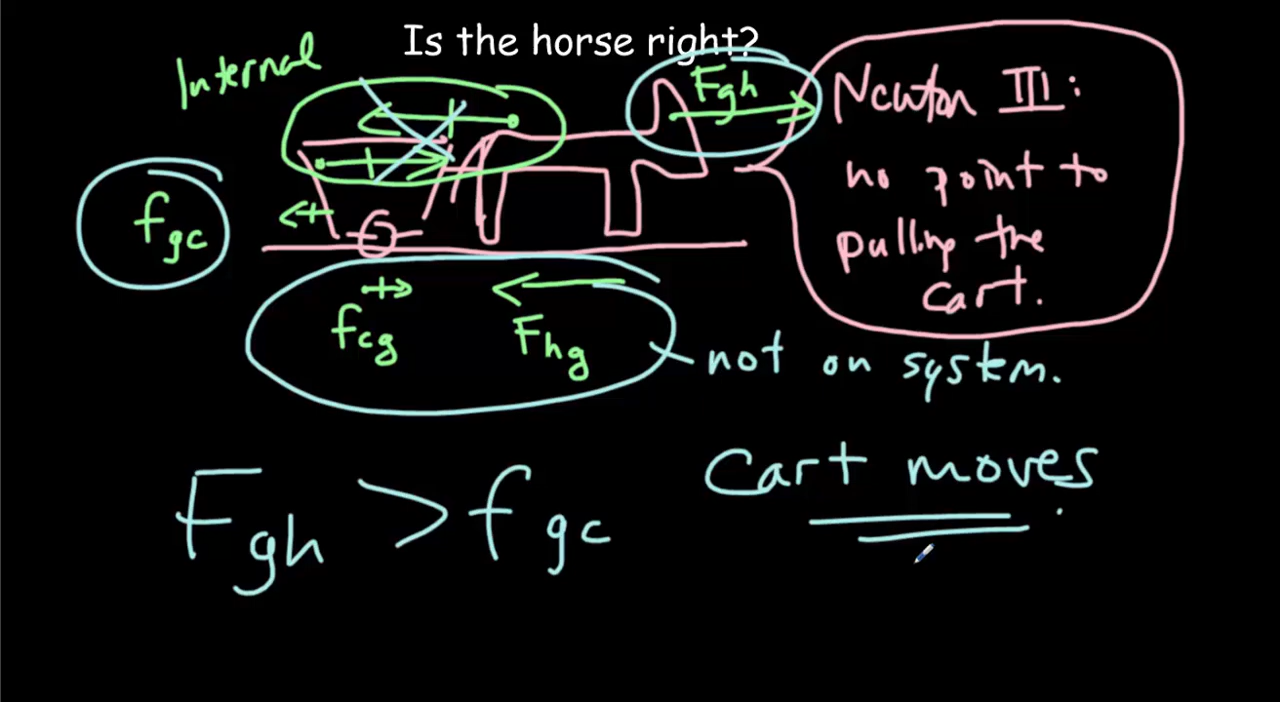 Is the horse right?
Internal
Fgh
Newton III:
no point to
pulling the
cart.
fgc
fcg
Fhg
not on system.
Cart moves.
Fgh > fgc